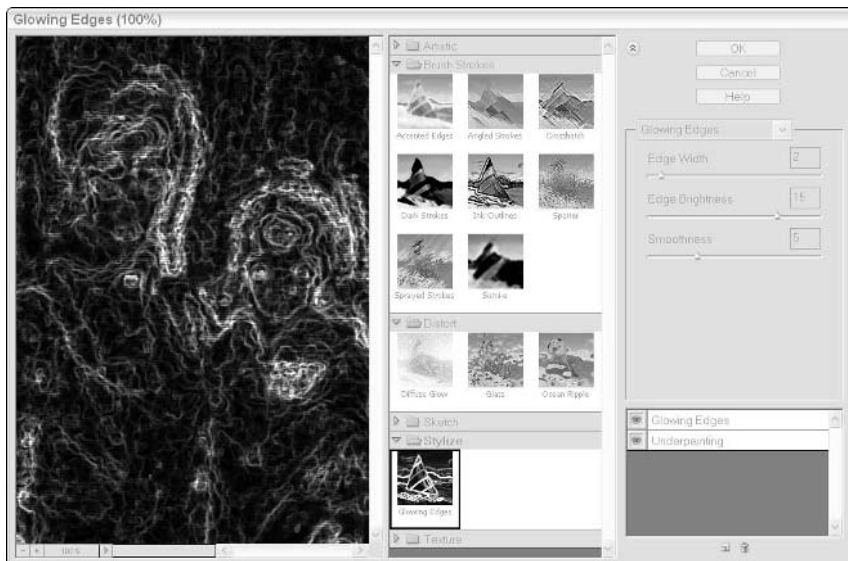 Glowing Edges (100%)
Artistic
Brush Strokes
Accented Edges
Angled Strokes
Crosshatch
Dark Strokes
Ink Outlines
Spatter
Sprayed Strokes
Sumi-e
Distort
Diffuse Glow
Glass
Ocean Ripple
Sketch
Stylize
Glowing Edges
Texture
100%
OK
Cancel
Help
Glowing Edges
Edge Width 2
Edge Brightness 15
Smoothness 5
Glowing Edges
Underpainting